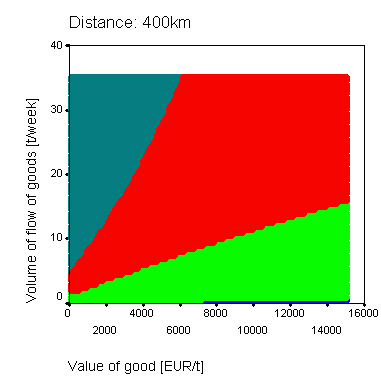 Distance: 400km
Volume of flow of goods [t/week]
40
30
20
10
0
0 4000 6000 8000 12000 16000
2000 6000 10000 14000
Value of good [EUR/t]